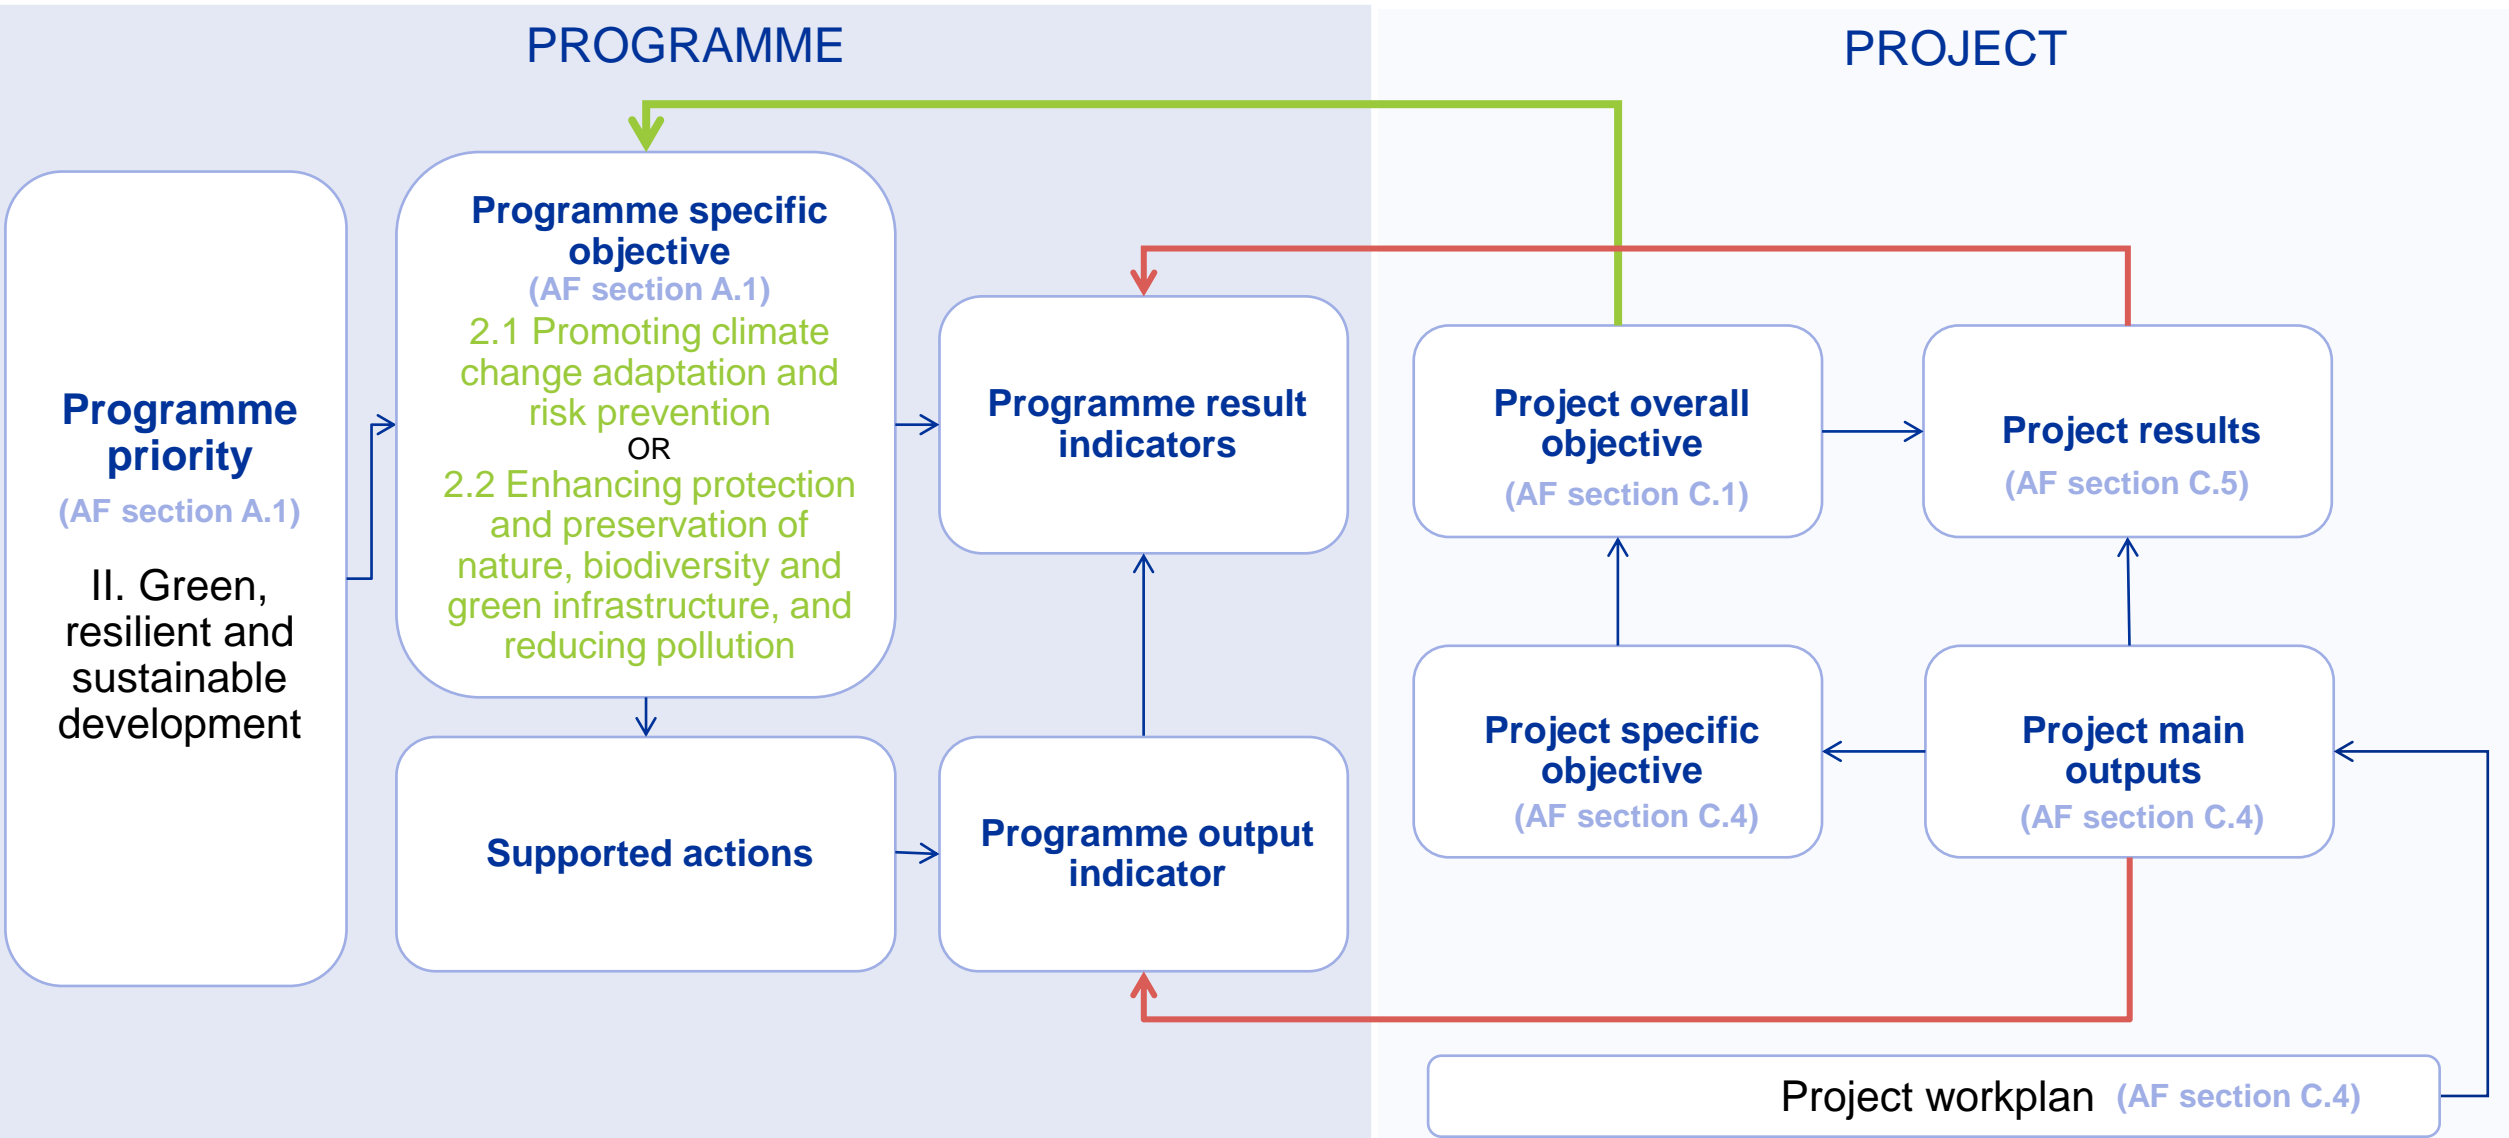 PROGRAMME
PROJECT
Programme
priority
(AF section A.1)
II. Green,
resilient and
sustainable
development
Programme specific
objective
(AF section A.1)
2.1 Promoting climate
change adaptation and
risk prevention
OR
2.2 Enhancing protection
and preservation of
nature, biodiversity and
green infrastructure, and
reducing pollution
Supported actions
Programme result
indicators
Programme output
indicator
Project overall
objective
(AF section C.1)
Project results
(AF section C.5)
Project specific
objective
(AF section C.4)
Project main
outputs
(AF section C.4)
Project workplan (AF section C.4)